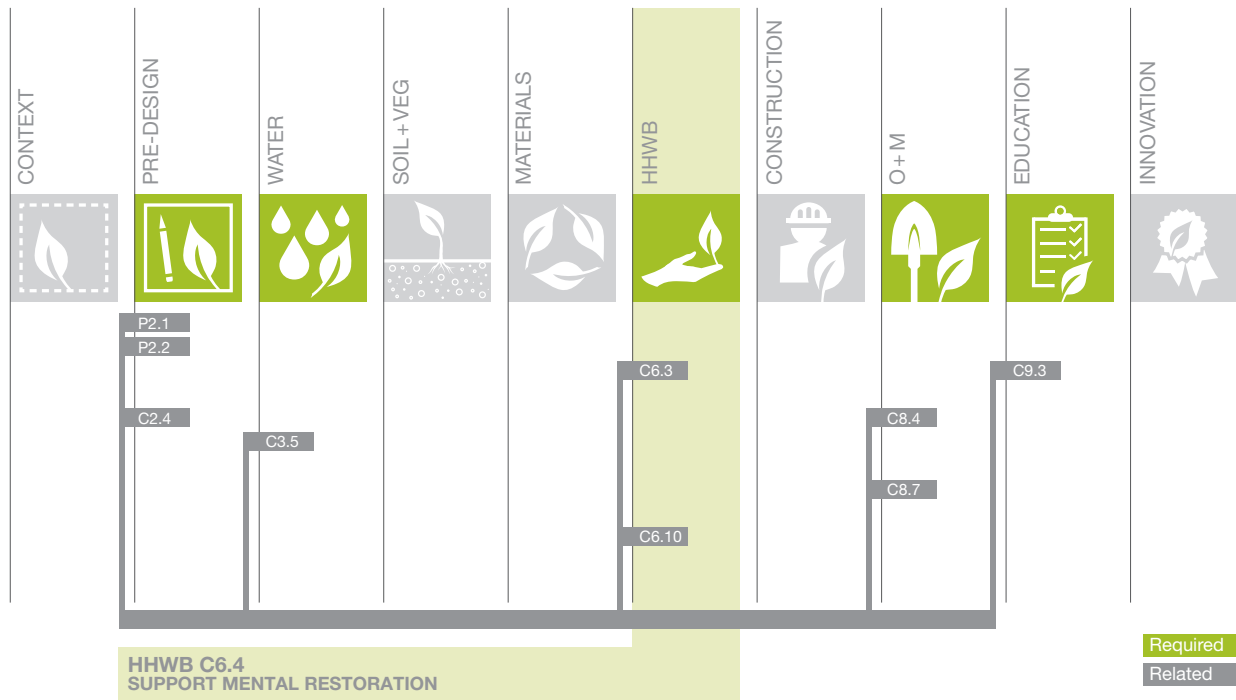 CONTEXT
PRE-DESIGN
WATER
SOIL+VEG
MATERIALS
HHWB
CONSTRUCTION
O+M
EDUCATION
INNOVATION
P2.1
P2.2
C6.3
C9.3
C2.4
C8.4
C3.5
C8.7
C6.10
HHWB C6.4
SUPPORT MENTAL RESTORATION
Required
Related